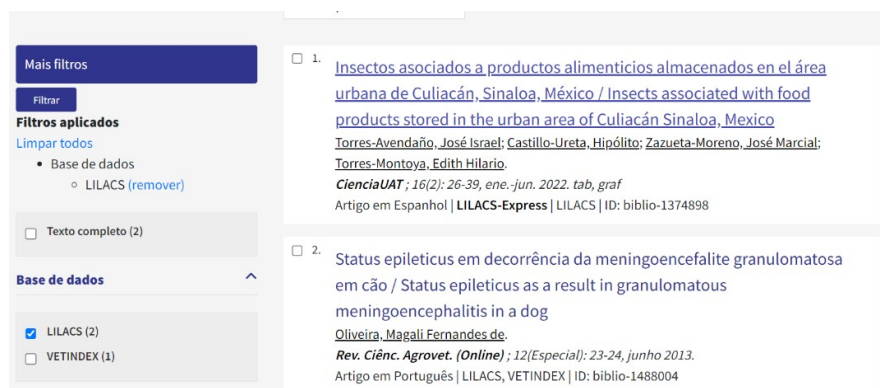 Mais filtros
Filtrar
Filtros aplicados
Limpar todos
Base de dados
LILACS (remover)
Texto completo (2)
Base de dados
LILACS (2)
VETINDEX (1)
1.
Insectos asociados a productos alimenticios almacenados en el área
urbana de Culiacán, Sinaloa, México / Insects associated with food
products stored in the urban area of Culiacán Sinaloa, Mexico
Torres-Avendaño, José Israel; Castillo-Ureta, Hipólito; Zazueta-Moreno, José Marcial;
Torres-Montoya, Edith Hilario.
CienciaUAT ; 16(2): 26-39, ene.-jun. 2022. tab, graf
Artigo em Espanhol | LILACS-Express | LILACS | ID: biblio-1374898
2.
Status epileticus em decorrência da meningoencefalite granulomatosa
em cão / Status epileticus as a result in granulomatous
meningoencephalitis in a dog
Oliveira, Magali Fernandes de.
Rev. Ciênc. Agrovet. (Online) ; 12(Especial): 23-24, junho 2013.
Artigo em Português | LILACS, VETINDEX | ID: biblio-1488004